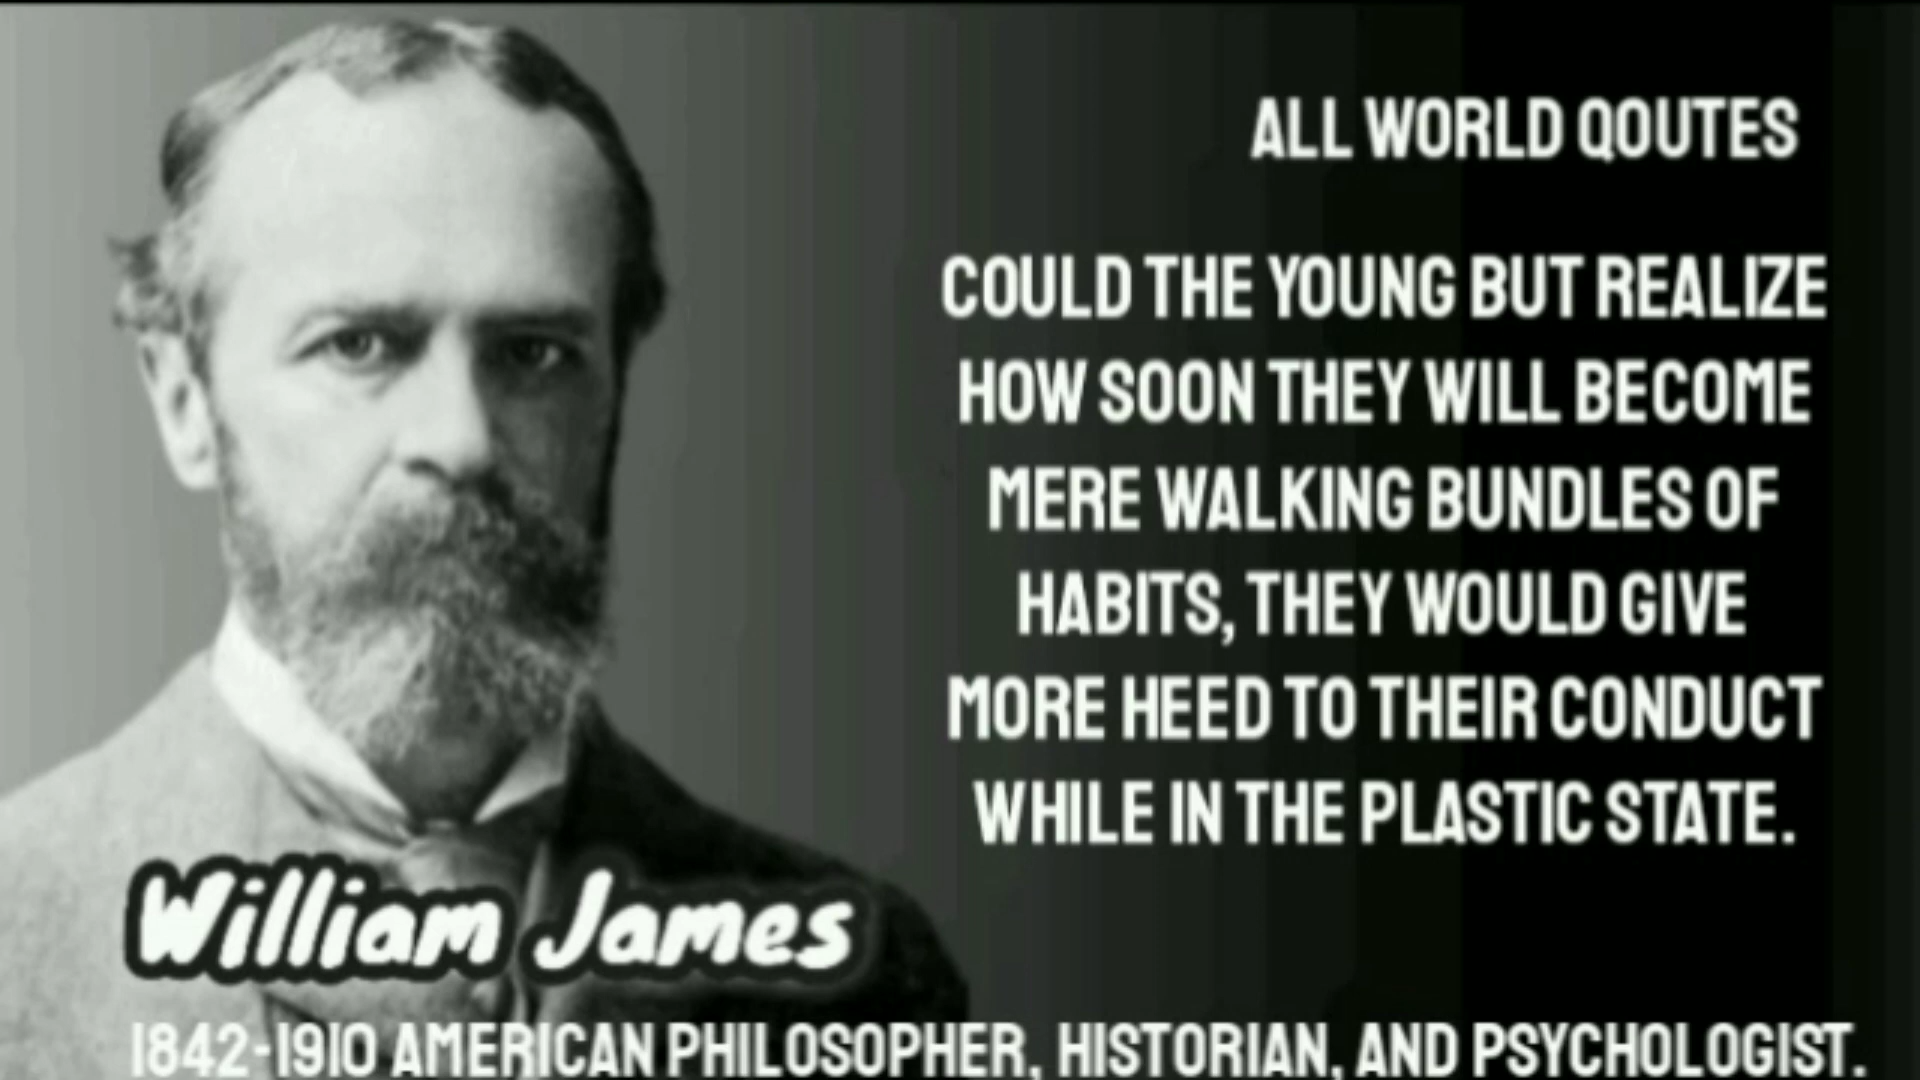 ALL WORLD QOUTES
COULD THE YOUNG BUT REALIZE
HOW SOON THEY WILL BECOME
MERE WALKING BUNDLES OF
HABITS, THEY WOULD GIVE
MORE HEED TO THEIR CONDUCT
WHILE IN THE PLASTIC STATE.
William James
1842-1910 AMERICAN PHILOSOPHER, HISTORIAN, AND PSYCHOLOGIST.